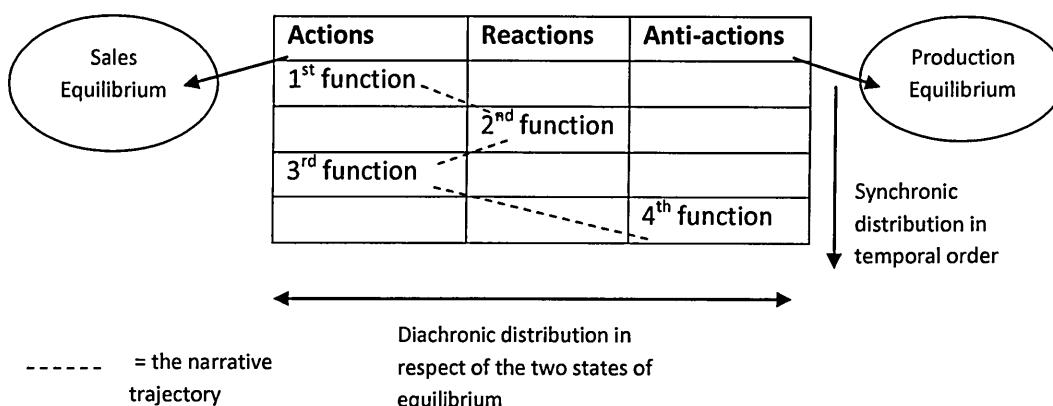 Sales
Equilibrium
Actions Reactions Anti-actions
1st function
2nd function
3rd function
4th function
Production
Equilibrium
Synchronic
distribution in
temporal order
Diachronic distribution in
respect of the two states of
equilibrium
= the narrative
trajectory